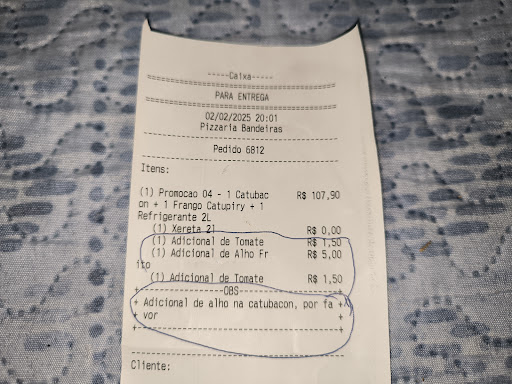 -----Caixa-----
================================
PARA ENTREGA
================================
02/02/2025 20:01
Pizzaria Bandeiras
--------------------------------
Pedido 6812
--------------------------------
Itens:
(1) Promocao 04 - 1 Catubac R$ 107,90
on + 1 Frango Catupiry + 1
Refrigerante 2L
(1) Xereta 2l R$ 0,00
(1) Adicional de Tomate R$ 1,50
(1) Adicional de Alho Fr R$ 5,00
ito
(1) Adicional de Tomate R$ 1,50
+--------------OBS--------------+
+ Adicional de alho na catubacon, por fa +
+ vor +
+-------------------------------+
--------------------------------
Cliente: